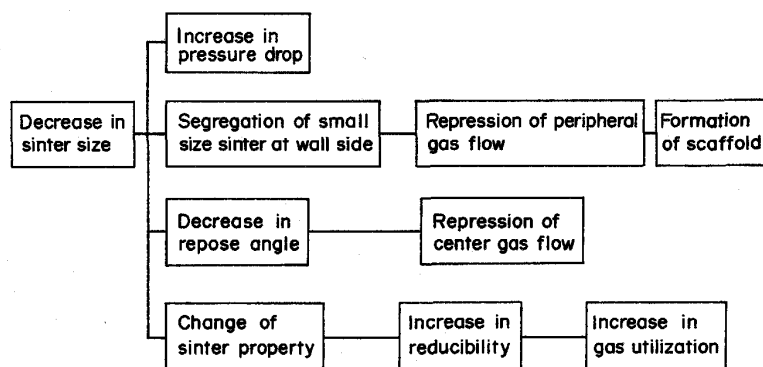 Increase in
pressure drop
Decrease in
sinter size
Segregation of small
size sinter at wall side
Repression of peripheral
gas flow
Formation
of scaffold
Decrease in
repose angle
Repression of
center gas flow
Change of
sinter property
Increase in
reducibility
Increase in
gas utilization